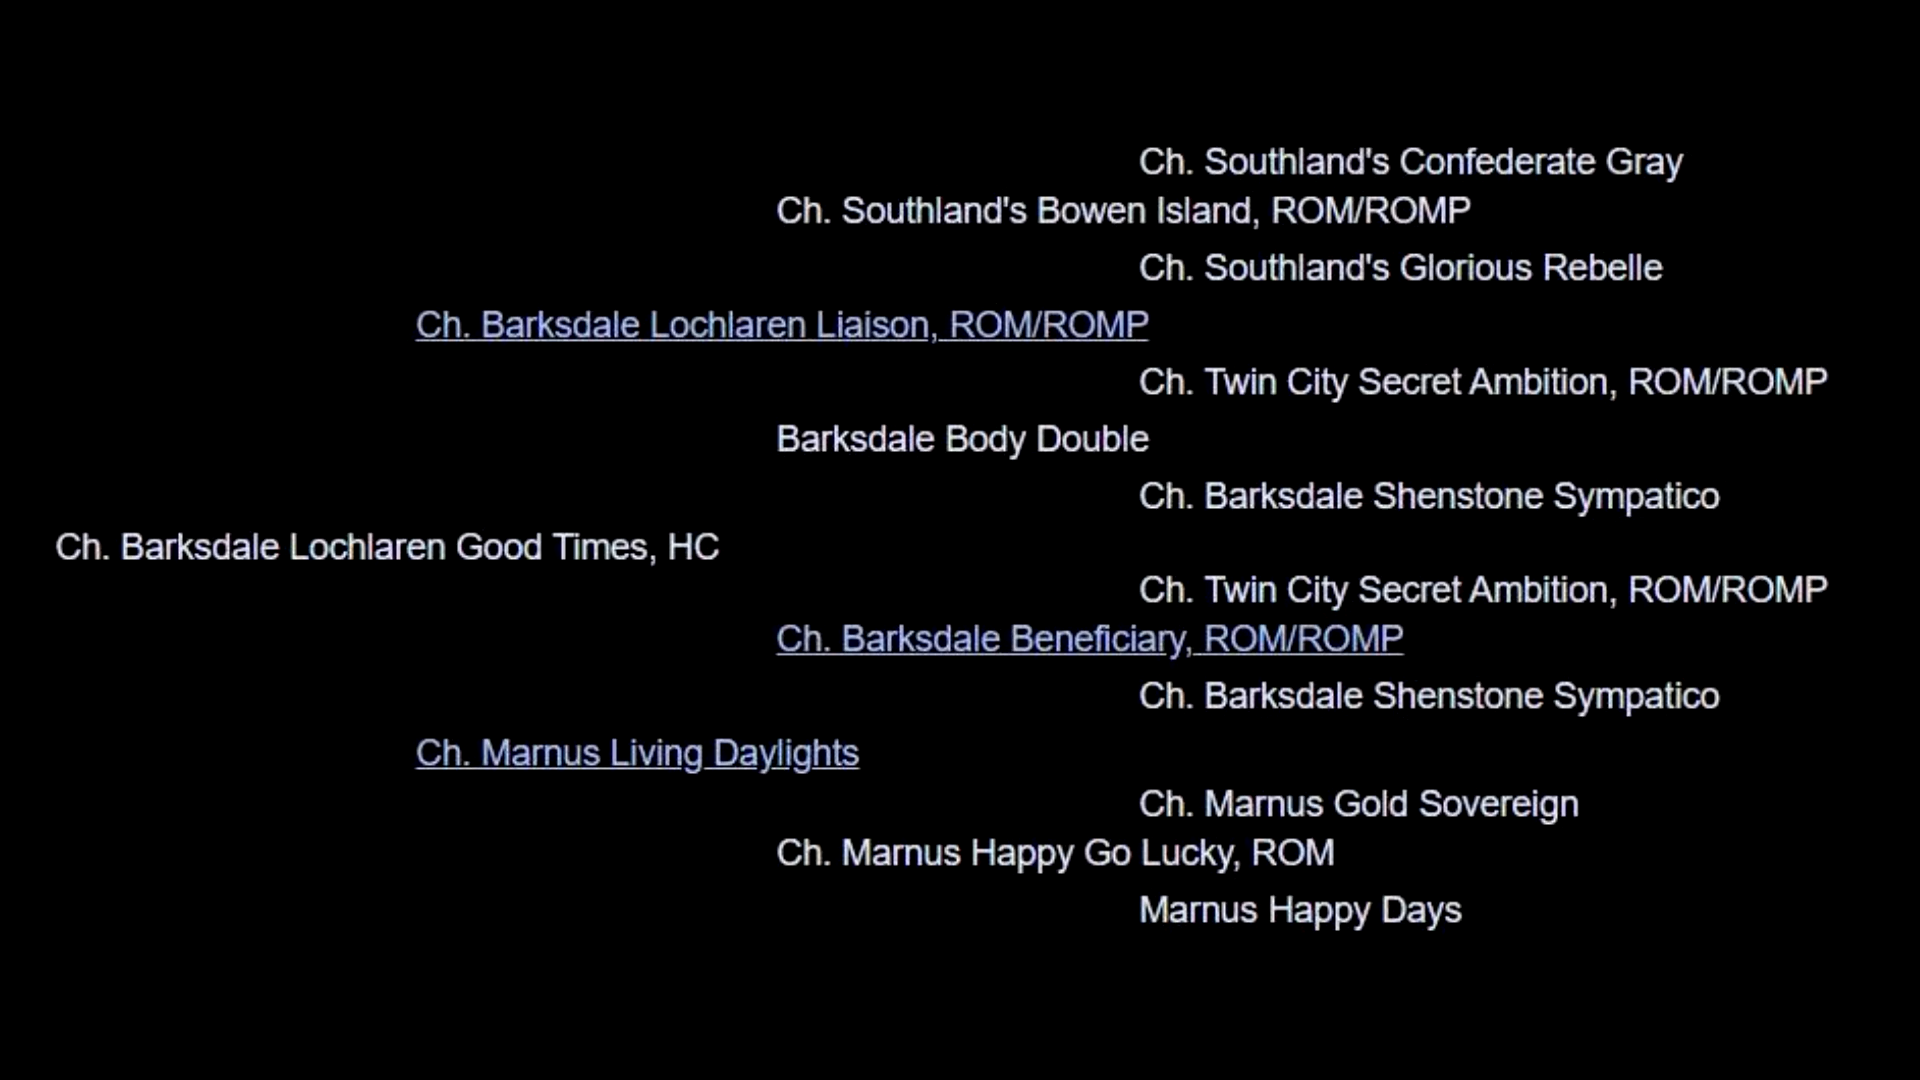 Ch. Southland's Confederate Gray
Ch. Southland's Bowen Island, ROM/ROMP
Ch. Southland's Glorious Rebelle
Ch. Barksdale Lochlaren Liaison, ROM/ROMP
Ch. Twin City Secret Ambition, ROM/ROMP
Barksdale Body Double
Ch. Barksdale Shenstone Sympatico
Ch. Barksdale Lochlaren Good Times, HC
Ch. Twin City Secret Ambition, ROM/ROMP
Ch. Barksdale Beneficiary, ROM/ROMP
Ch. Barksdale Shenstone Sympatico
Ch. Marnus Living Daylights
Ch. Marnus Gold Sovereign
Ch. Marnus Happy Go Lucky, ROM
Marnus Happy Days